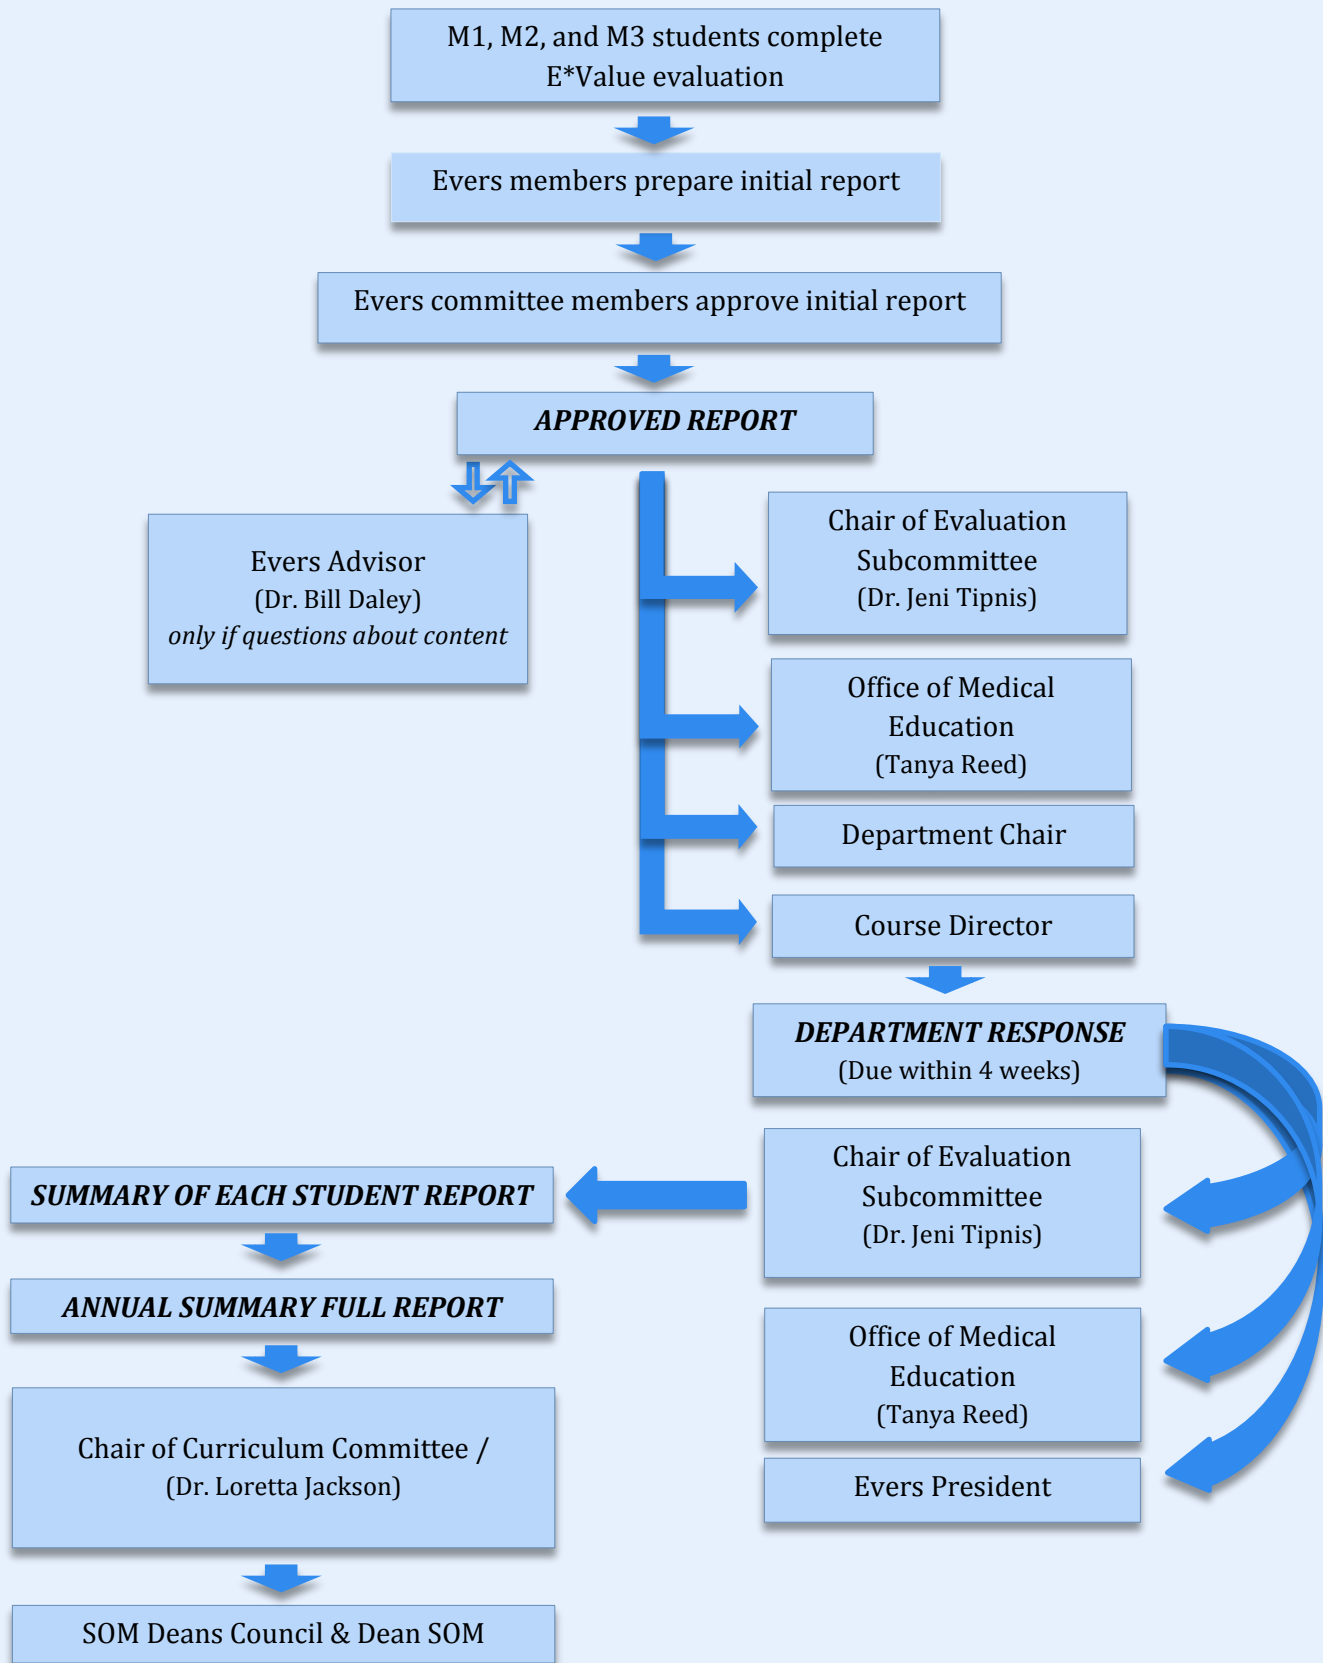 M1, M2, and M3 students complete
E*Value evaluation
Evers members prepare initial report
Evers committee members approve initial report
APPROVED REPORT
Evers Advisor
(Dr. Bill Daley)
only if questions about content
Chair of Evaluation
Subcommittee
(Dr. Jeni Tipnis)
Office of Medical
Education
(Tanya Reed)
Department Chair
Course Director
DEPARTMENT RESPONSE
(Due within 4 weeks)
Chair of Evaluation
Subcommittee
(Dr. Jeni Tipnis)
Office of Medical
Education
(Tanya Reed)
Evers President
SUMMARY OF EACH STUDENT REPORT
ANNUAL SUMMARY FULL REPORT
Chair of Curriculum Committee /
(Dr. Loretta Jackson)
SOM Deans Council & Dean SOM